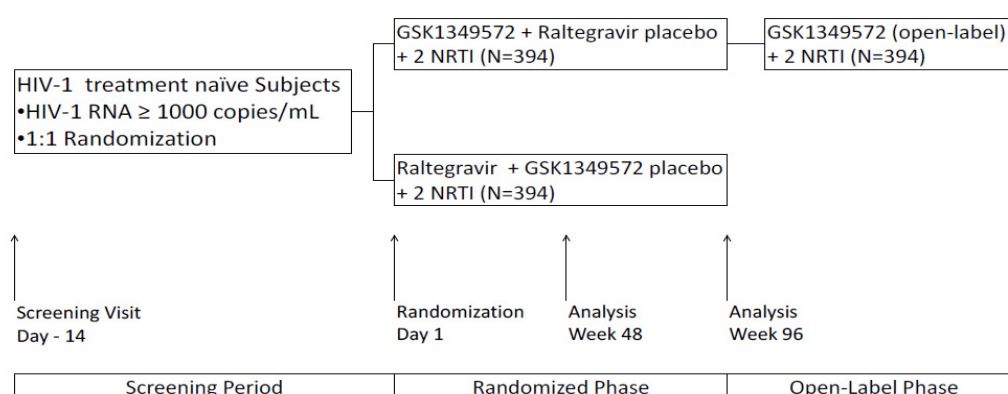 HIV-1  treatment naïve Subjects
•HIV-1 RNA ≥ 1000 copies/mL
•1:1 Randomization
GSK1349572 + Raltegravir placebo
+ 2 NRTI (N=394)
GSK1349572 (open-label)
+ 2 NRTI (N=394)
Raltegravir  + GSK1349572 placebo
+ 2 NRTI (N=394)
Screening Visit
Day - 14
Randomization
Day 1
Analysis
Week 48
Analysis
Week 96
Screening Period
Randomized Phase
Open-Label Phase